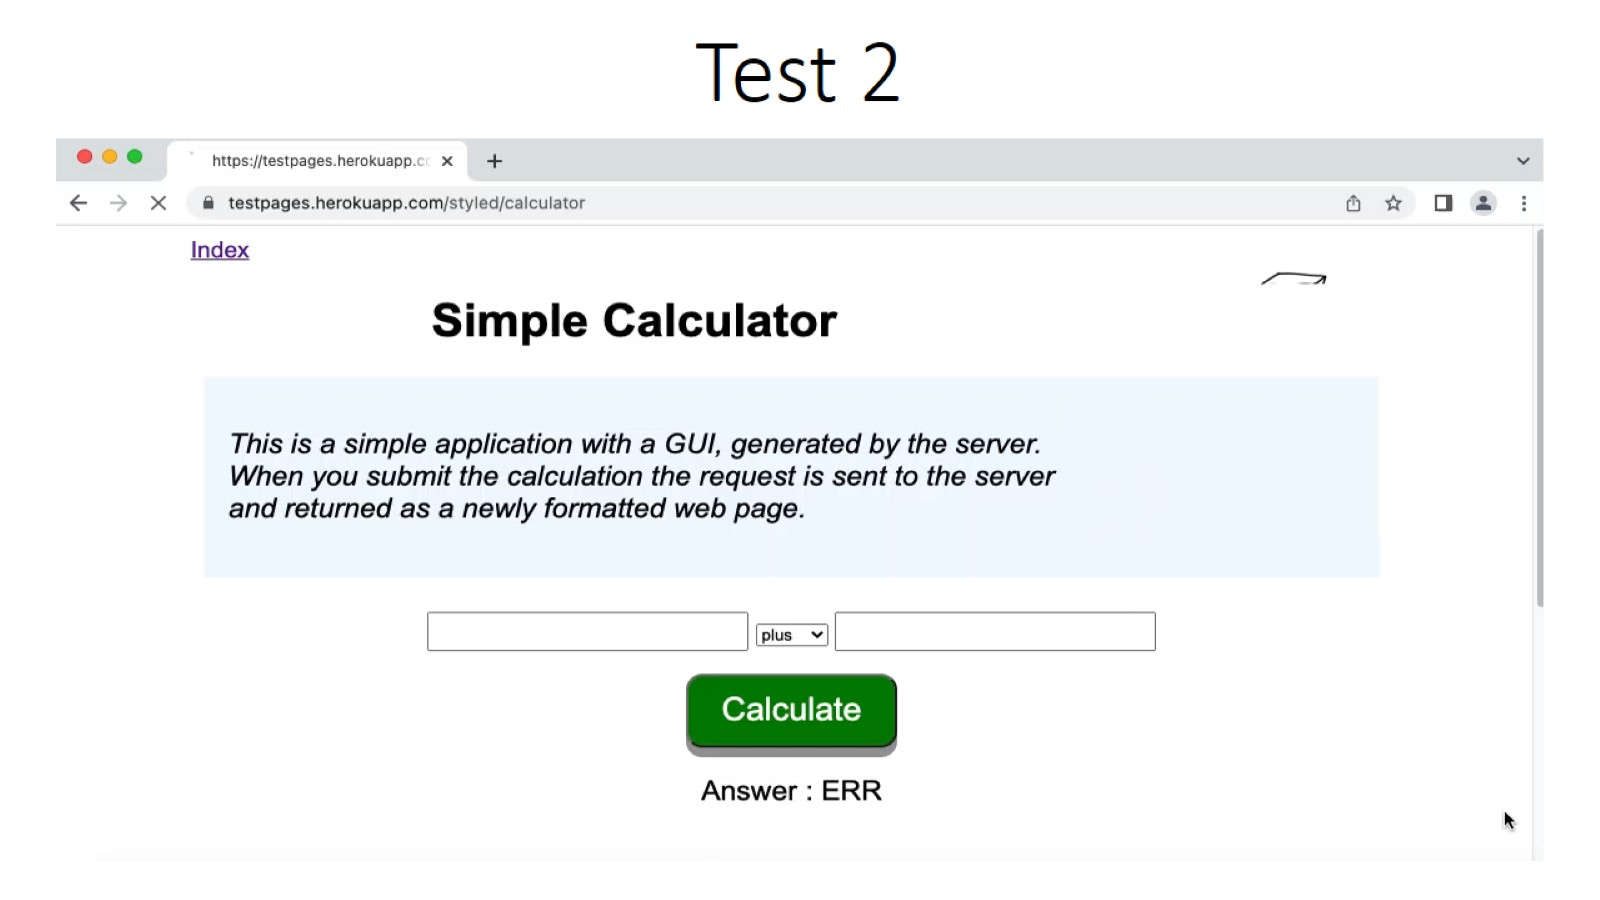 Test 2
https://testpages.herokuapp.c
testpages.herokuapp.com/styled/calculator
Index
Simple Calculator
This is a simple application with a GUI, generated by the server.
When you submit the calculation the request is sent to the server
and returned as a newly formatted web page.
plus
Calculate
Answer : ERR